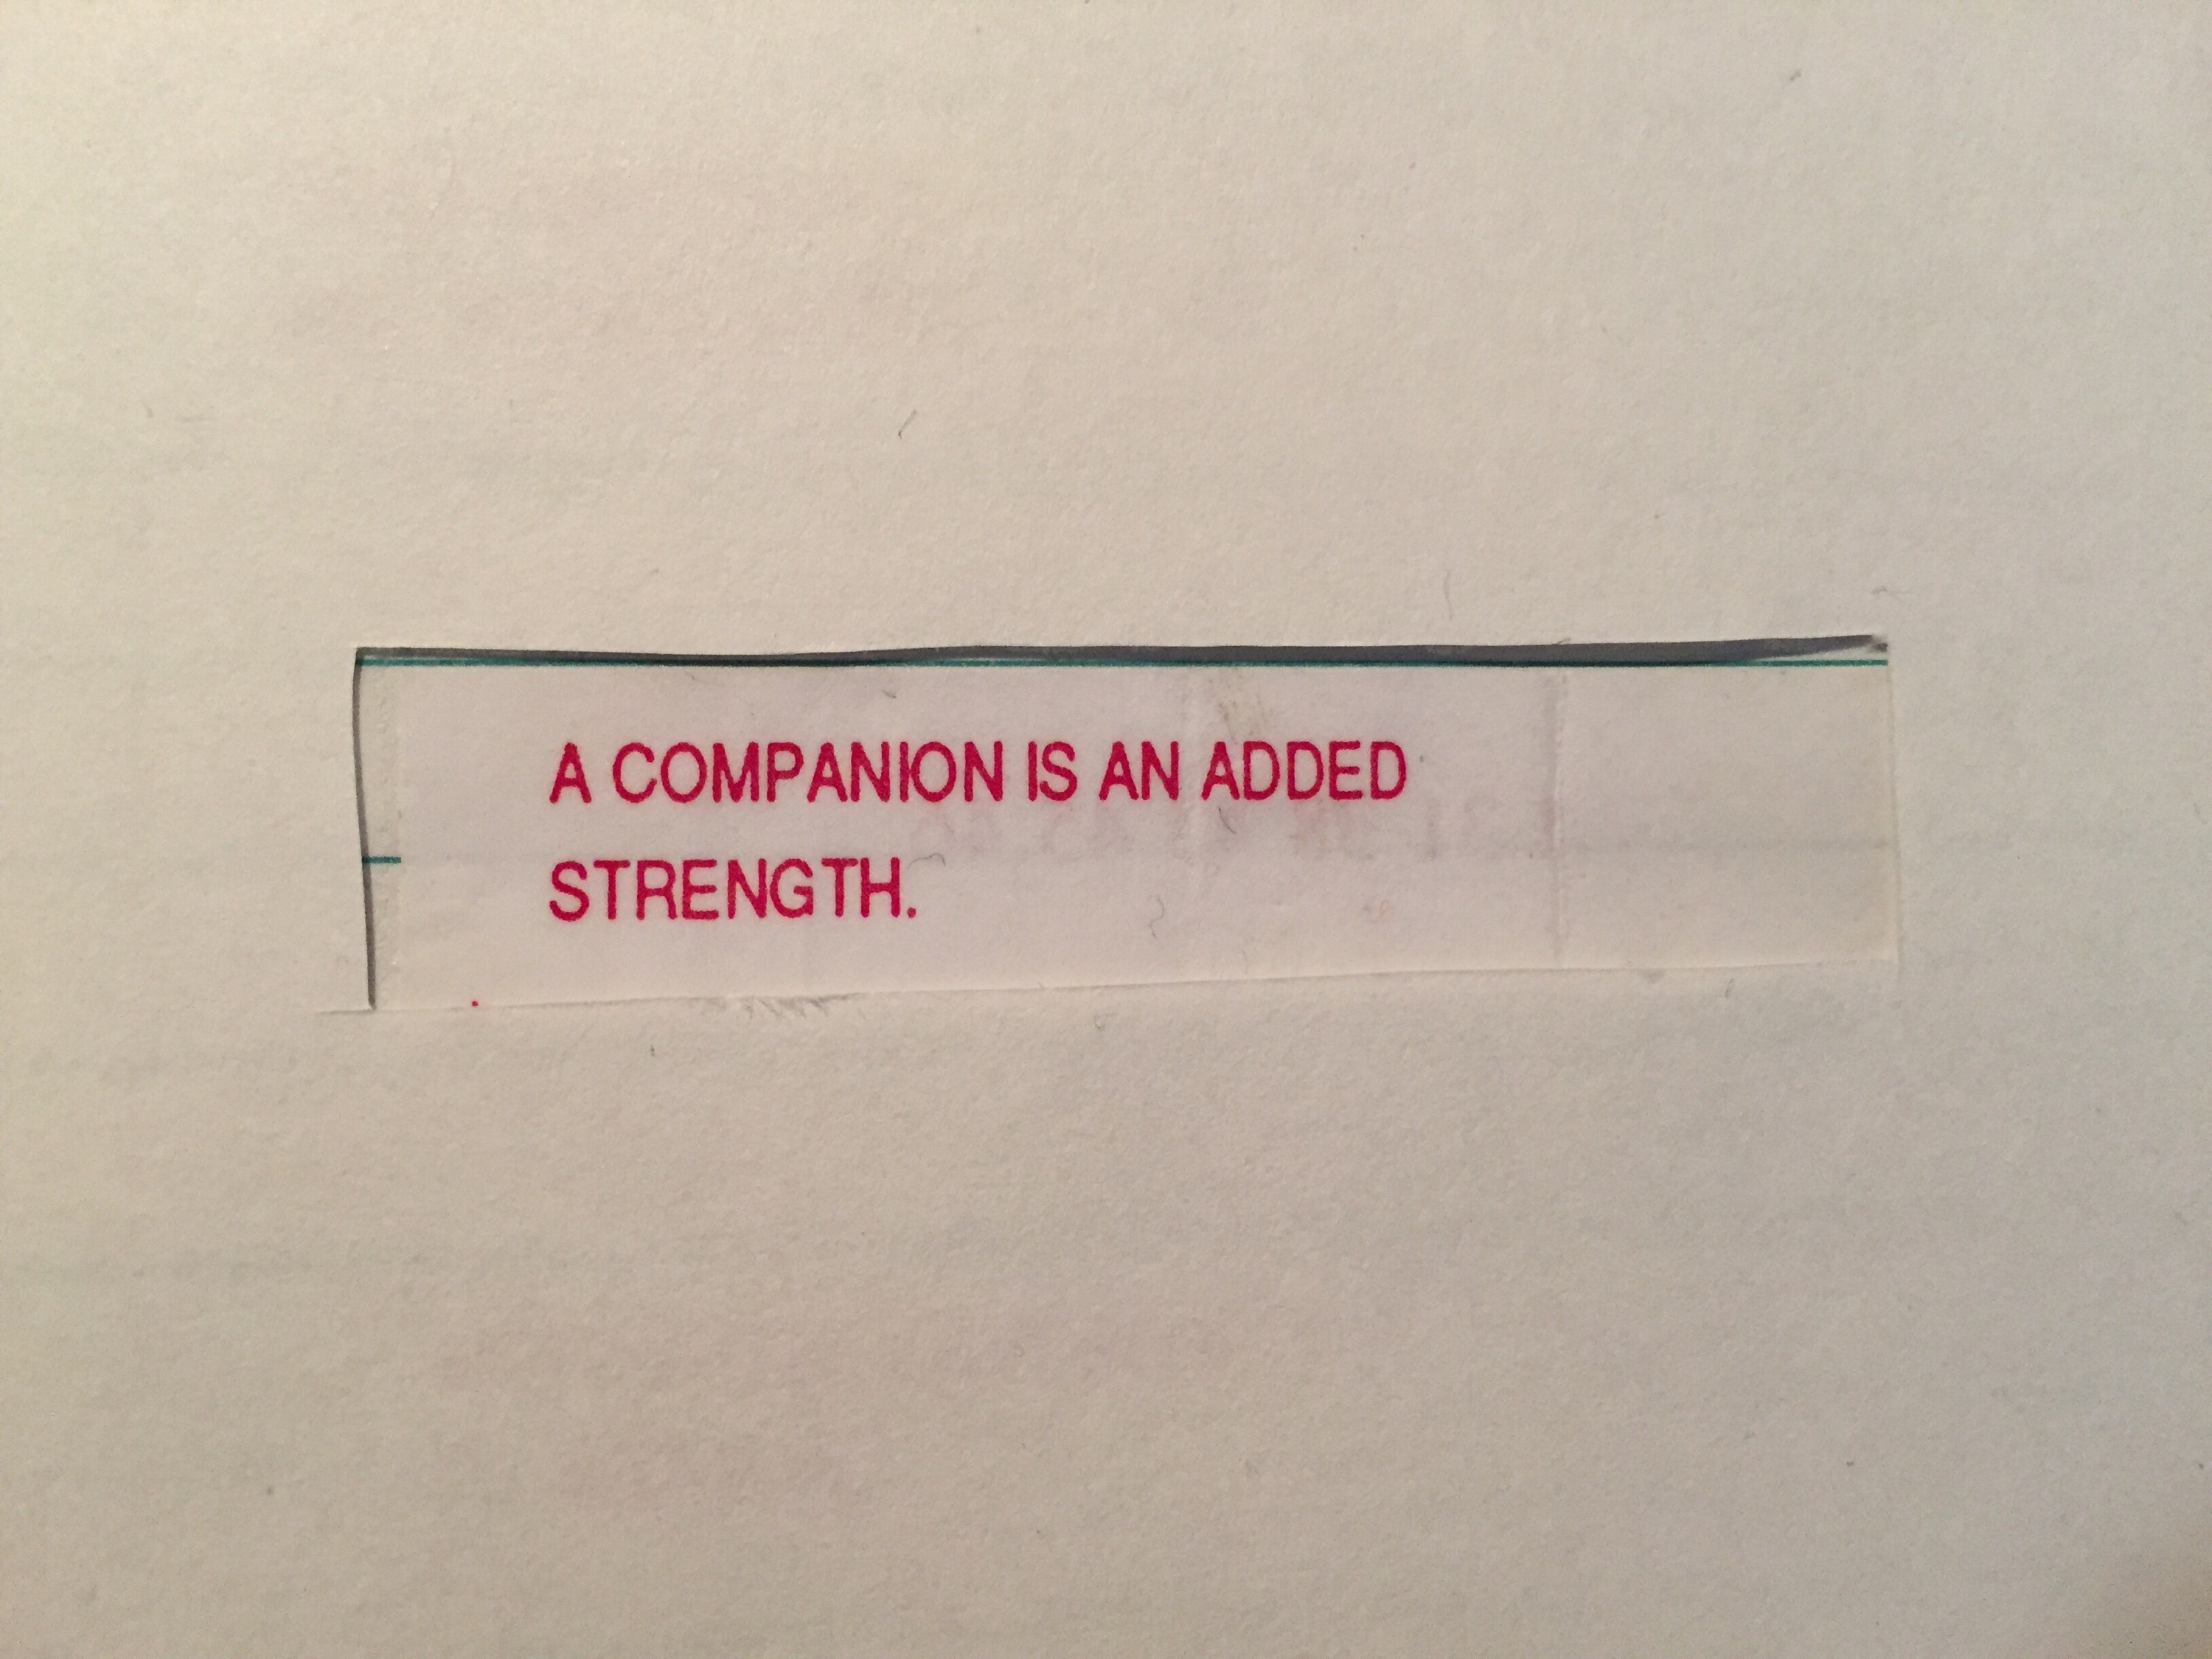 A COMPANION IS AN ADDED
STRENGTH.